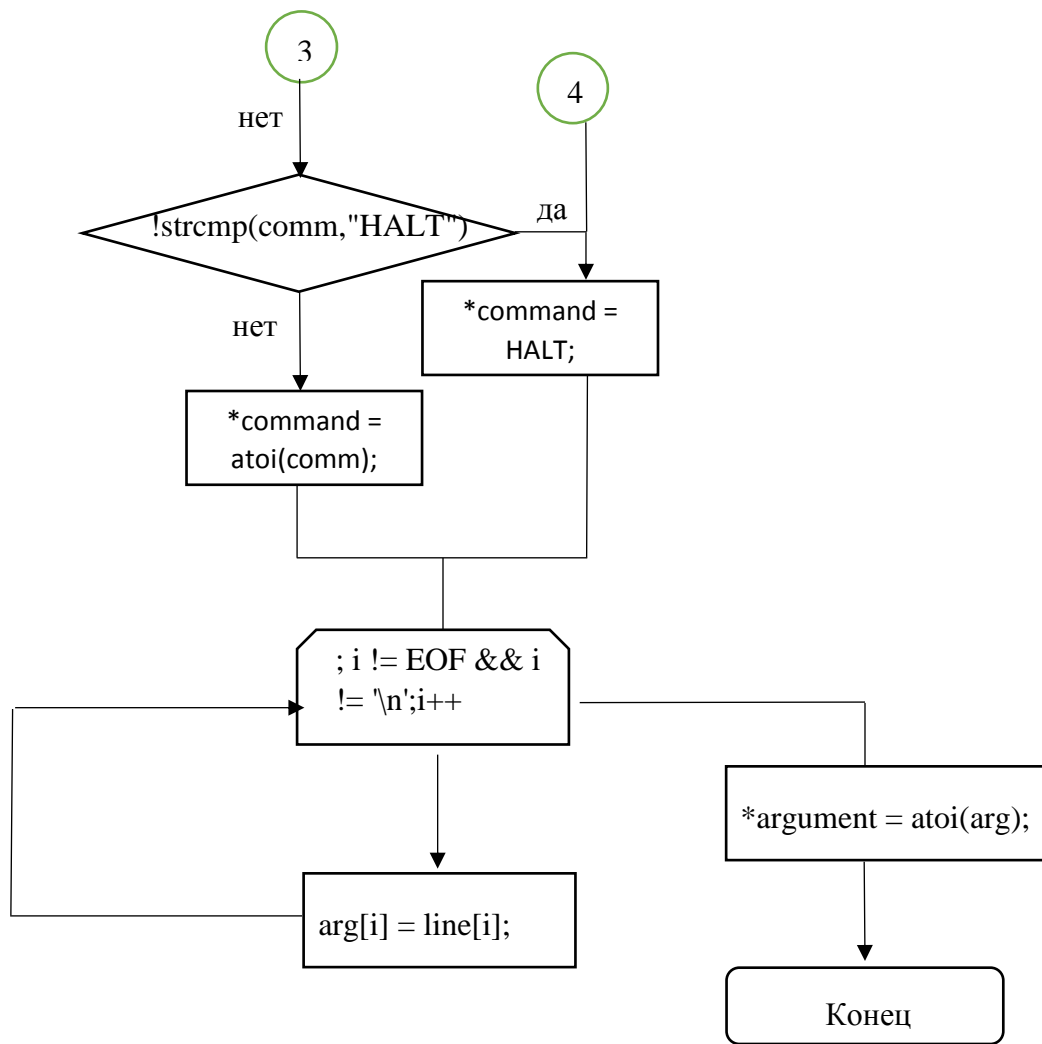 3
4
нет
!strcmp(comm,"HALT")
да
*command =
HALT;
нет
*command =
atoi(comm);
; i != EOF && i
!= '\n';i++
*argument = atoi(arg);
arg[i] = line[i];
Конец